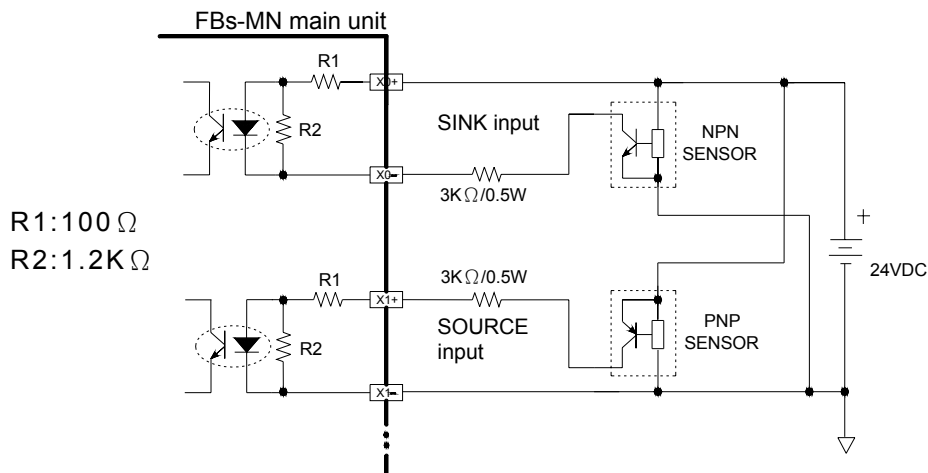 FBs-MN main unit
R1
X0+
R2
SINK input
NPN
SENSOR
X0-
3KΩ/0.5W
R1:100Ω
R2:1.2KΩ
+
24VDC
R1
X1+
3KΩ/0.5W
R2
SOURCE
input
PNP
SENSOR
X1-